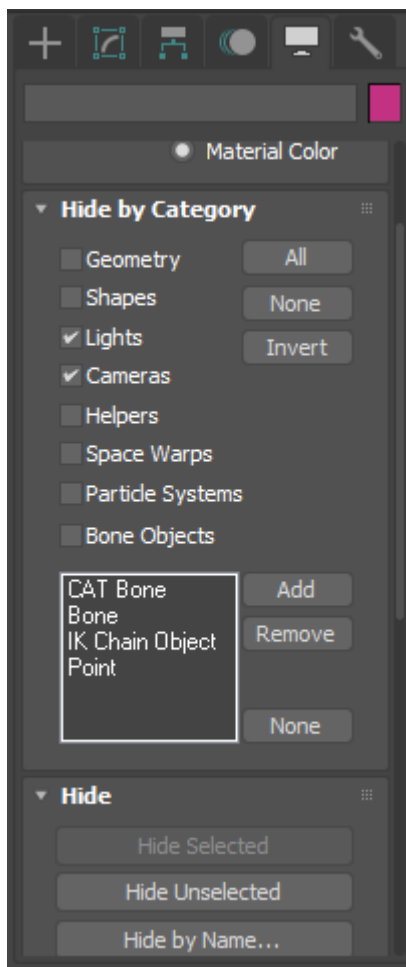 Material Color
Hide by Category
Geometry
All
Shapes
None
Lights
Invert
Cameras
Helpers
Space Warps
Particle Systems
Bone Objects
CAT Bone
Bone
IK Chain Object
Point
Add
Remove
None
Hide
Hide Selected
Hide Unselected
Hide by Name...